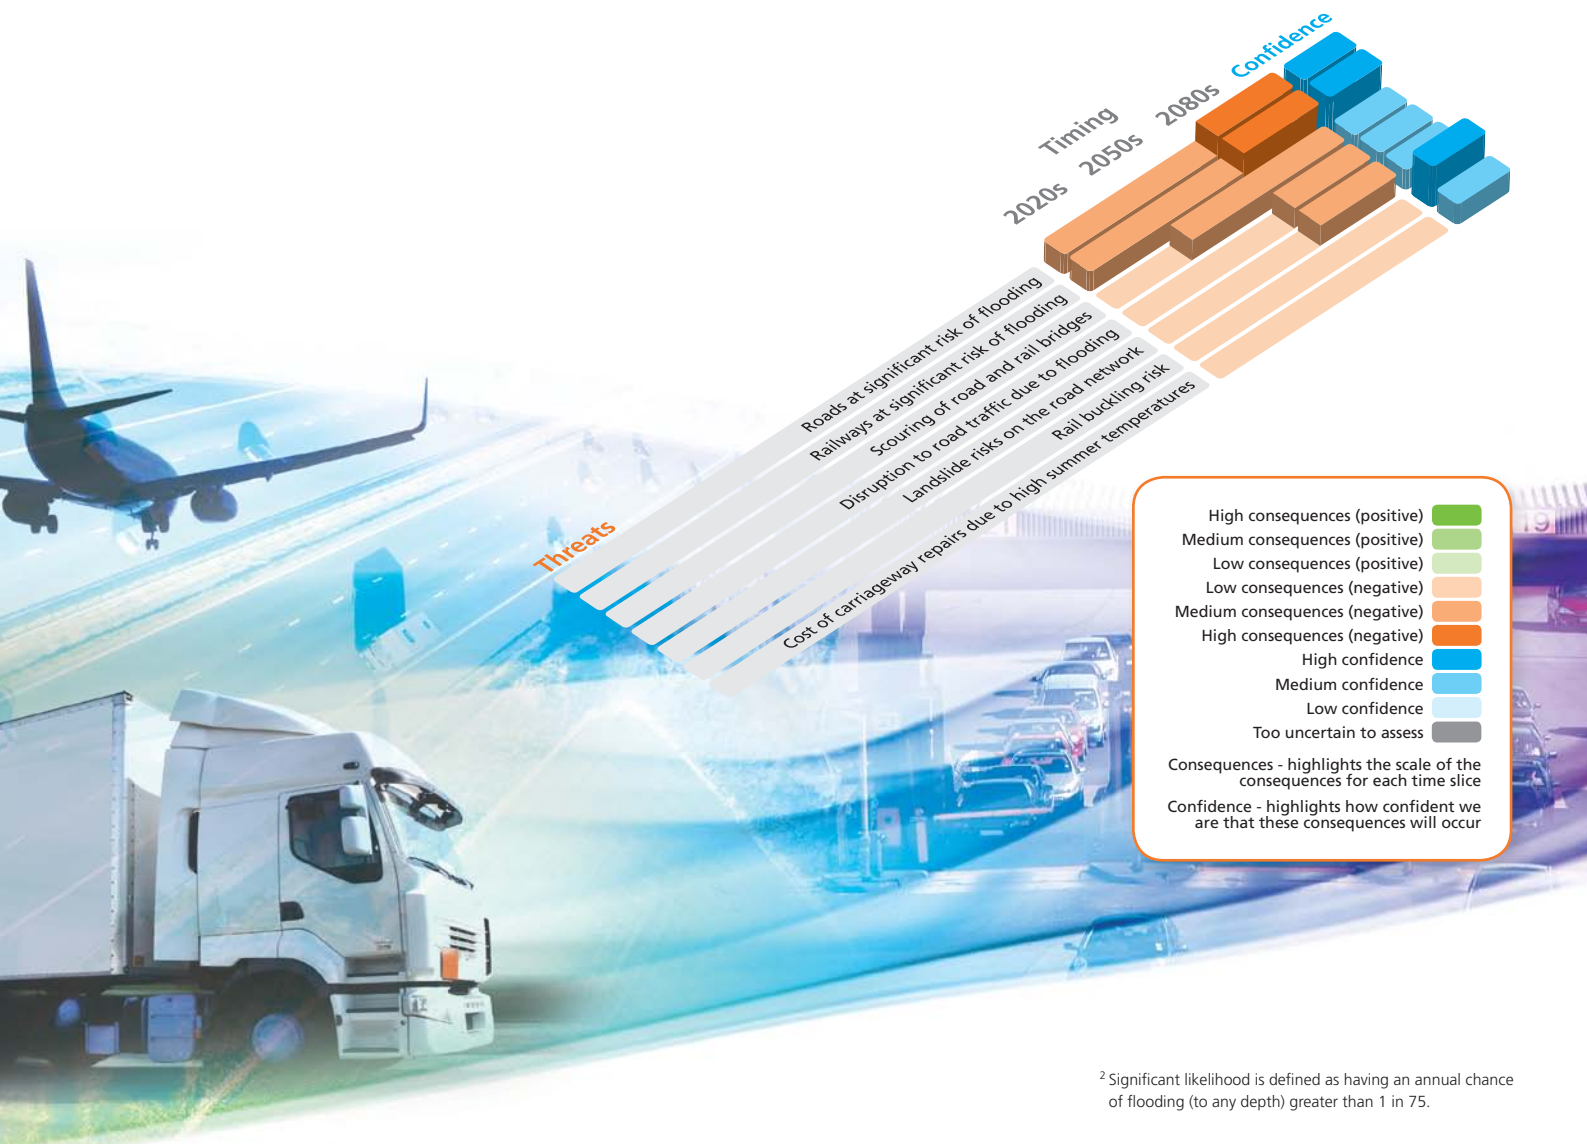 Confidence
Timing
2020s 2050s 2080s
Threats
Roads at significant risk of flooding
Railways at significant risk of flooding
Scouring of road and rail bridges
Disruption to road traffic due to flooding
Landslide risks on the road network
Rail buckling risk
Cost of carriageway repairs due to high summer temperatures
19
High consequences (positive)
Medium consequences (positive)
Low consequences (positive)
Low consequences (negative)
Medium consequences (negative)
High consequences (negative)
High confidence
Medium confidence
Low confidence
Too uncertain to assess
Consequences - highlights the scale of the
consequences for each time slice
Confidence - highlights how confident we
are that these consequences will occur
2 Significant likelihood is defined as having an annual chance
of flooding (to any depth) greater than 1 in 75.